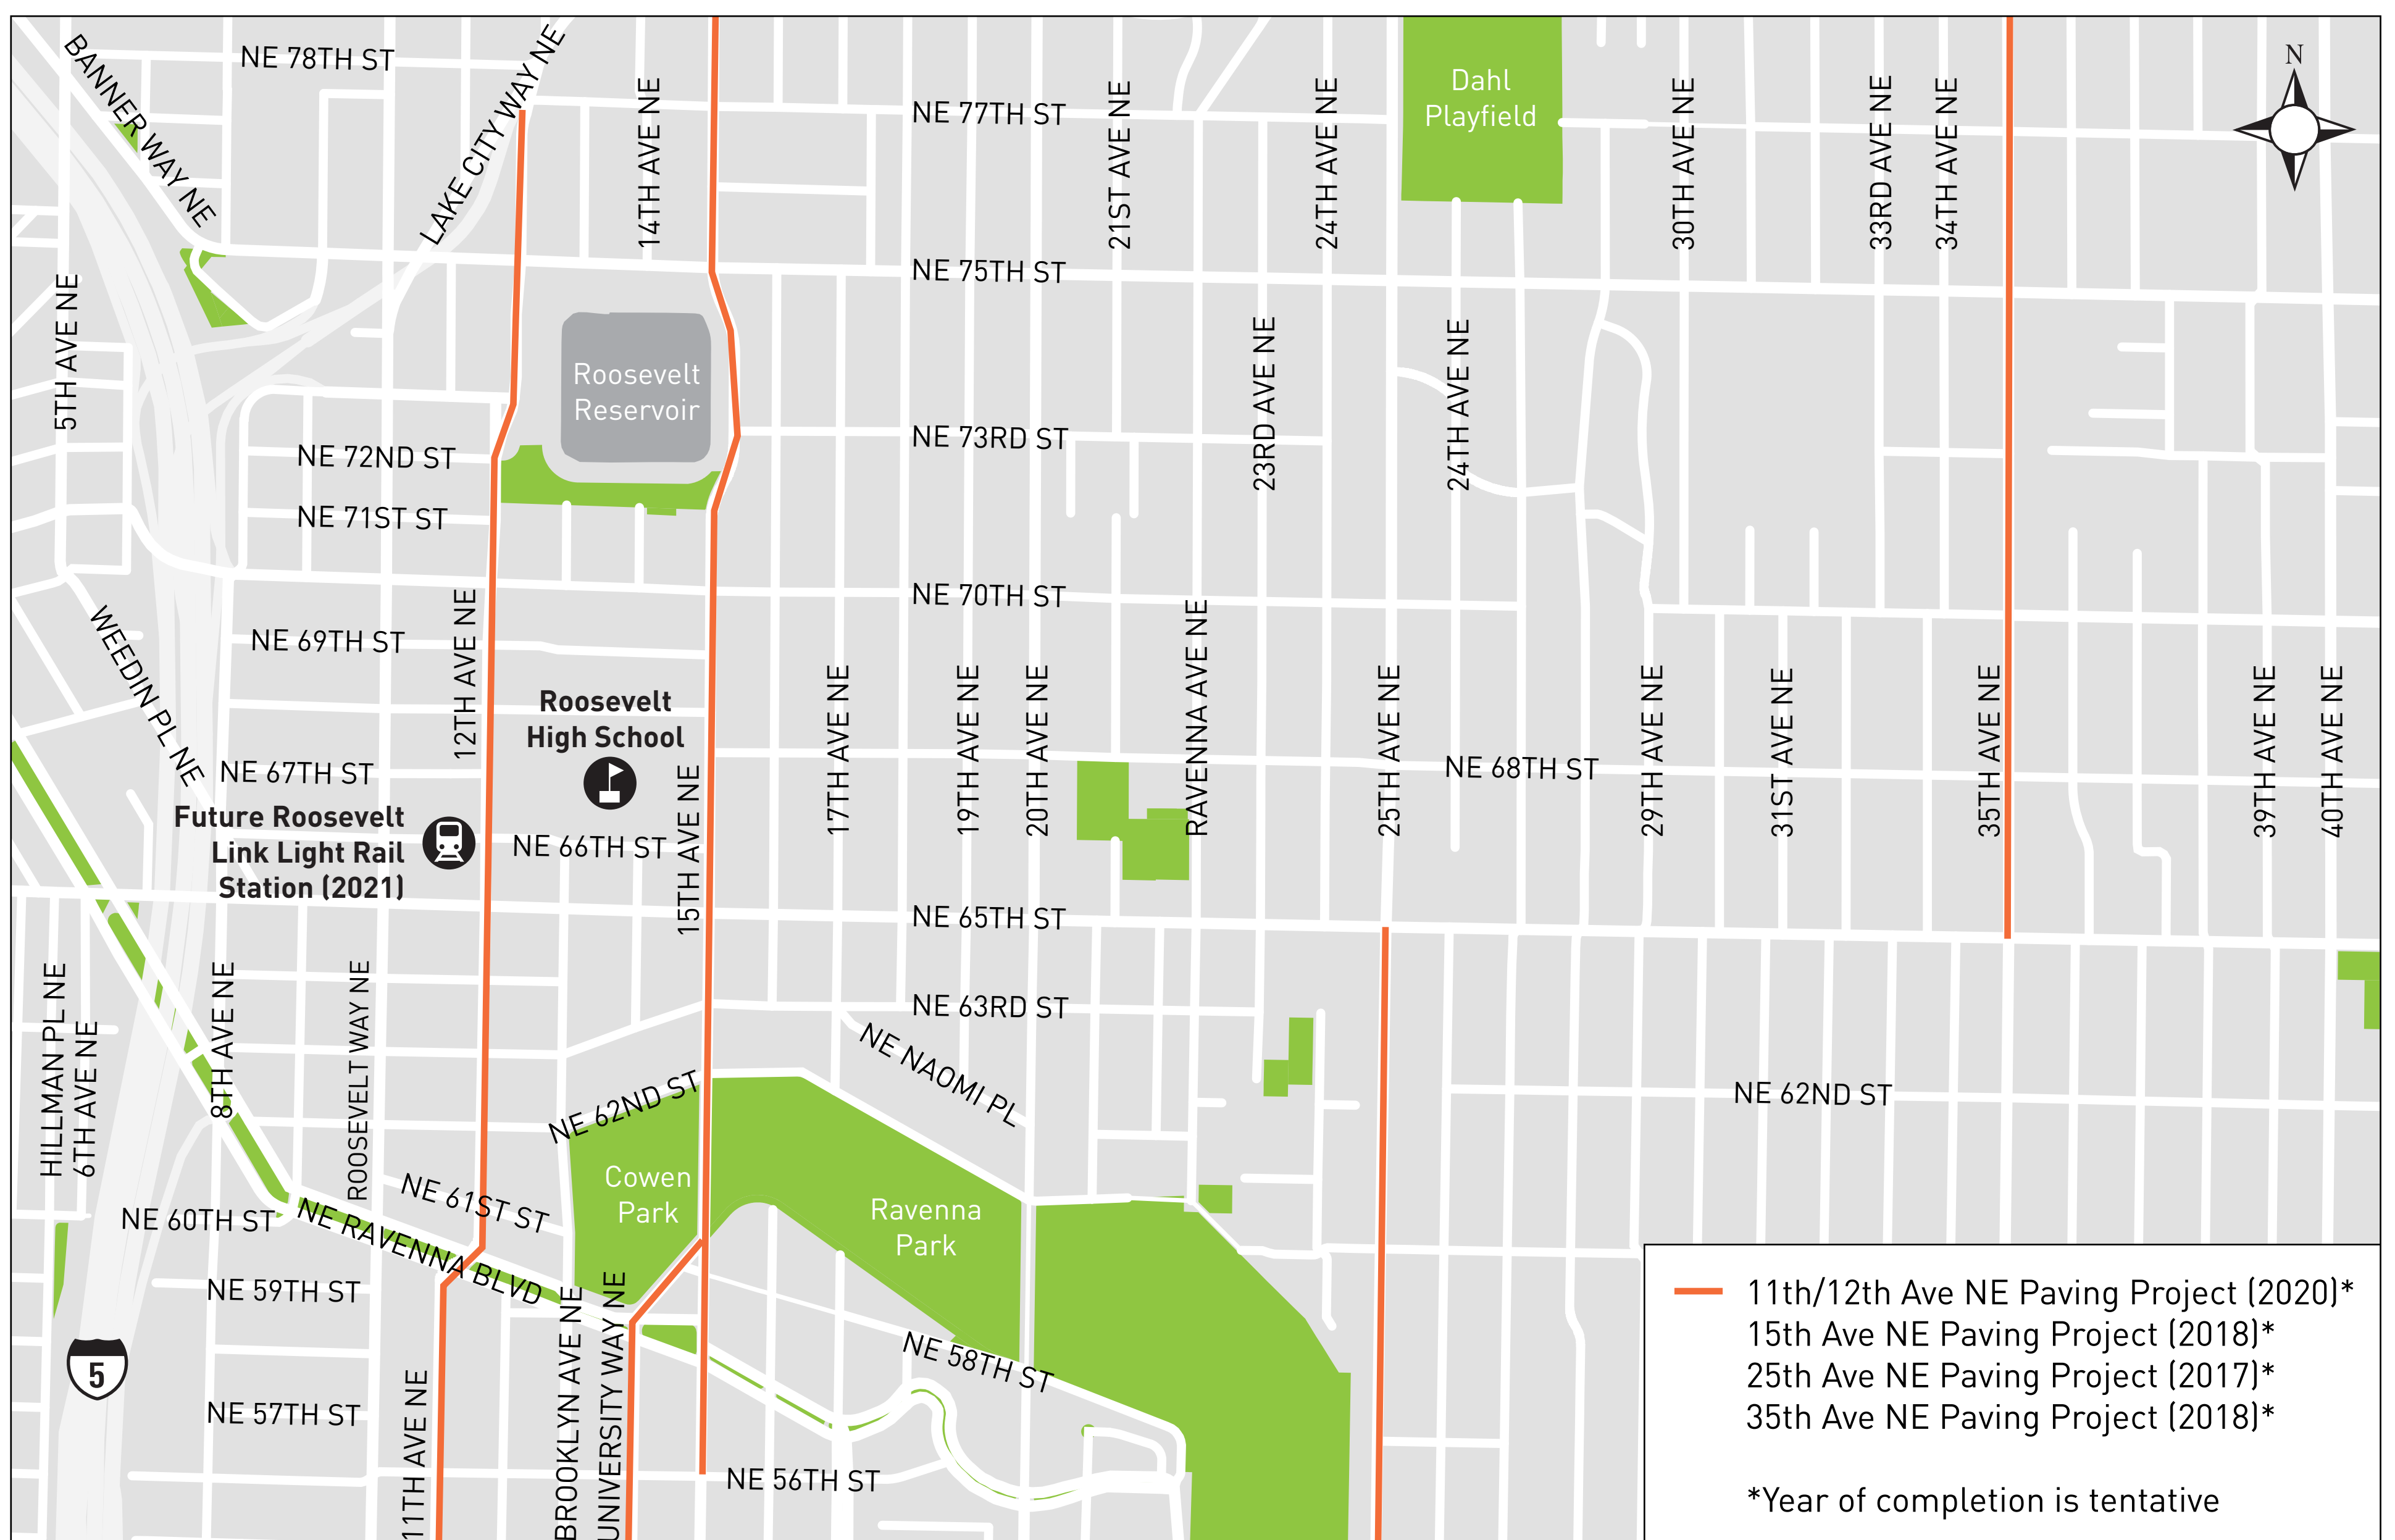 N
BANNER WAY NE
NE 78TH ST
LAKE CITY WAY NE
14TH AVE NE
NE 77TH ST
21ST AVE NE
24TH AVE NE
Dahl
Playfield
30TH AVE NE
33RD AVE NE
34TH AVE NE
5TH AVE NE
NE 75TH ST
Roosevelt
Reservoir
NE 73RD ST
23RD AVE NE
24TH AVE NE
NE 72ND ST
NE 71ST ST
NE 70TH ST
WEEDIN PL NE
NE 69TH ST
12TH AVE NE
Roosevelt
High School
15TH AVE NE
17TH AVE NE
19TH AVE NE
20TH AVE NE
RAVENNA AVE NE
25TH AVE NE
NE 68TH ST
29TH AVE NE
31ST AVE NE
35TH AVE NE
39TH AVE NE
40TH AVE NE
NE 67TH ST
Future Roosevelt
Link Light Rail
Station (2021)
NE 66TH ST
NE 65TH ST
HILLMAN PL NE
6TH AVE NE
8TH AVE NE
ROOSEVELT WAY NE
NE 63RD ST
NE NAOMI PL
NE 62ND ST
NE 62ND ST
Cowen
Park
Ravenna
Park
NE 61ST ST
NE 60TH ST
NE RAVENNA BLVD
NE 59TH ST
NE 58TH ST
5
NE 57TH ST
11TH AVE NE
BROOKLYN AVE NE
UNIVERSITY WAY NE
NE 56TH ST
11th/12th Ave NE Paving Project (2020)*
15th Ave NE Paving Project (2018)*
25th Ave NE Paving Project (2017)*
35th Ave NE Paving Project (2018)*
*Year of completion is tentative